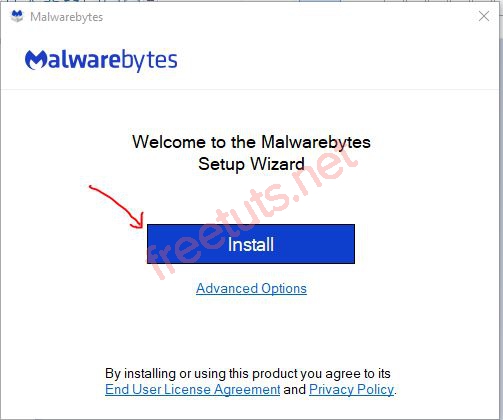 Malwarebytes
Malwarebytes
Welcome to the Malwarebytes
Setup Wizard
freetuts.net
Install
Advanced Options
By installing or using this product you agree to its
End User License Agreement and Privacy Policy.